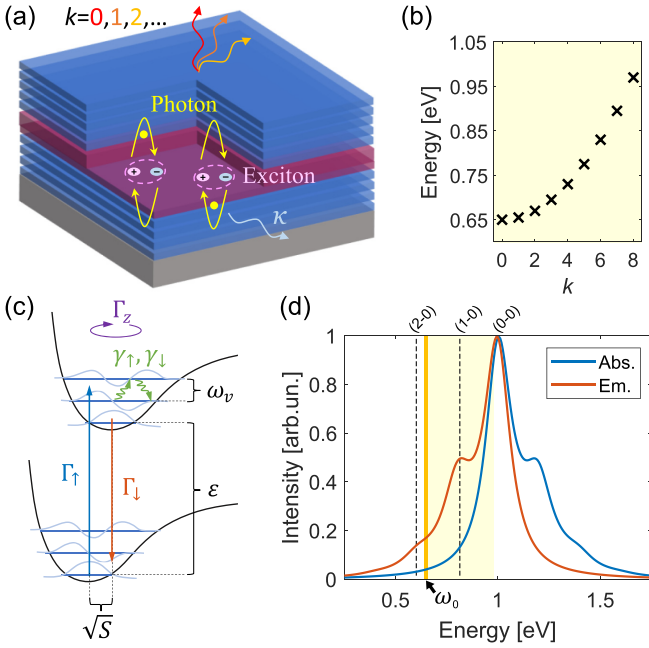 (a)
k=0,1,2,...
Photon
Exciton
+ −
+ −
κ
(b)
1.05
0.95
0.85
0.75
0.65
Energy [eV]
0 2 4 6 8
k
(c)
Γz
γ↑, γ↓
ωv
Γ↑
Γ↓
ε
√S
(d)
(2-0)
(1-0)
(0-0)
Abs.
Em.
1
0.8
0.6
0.4
0.2
0
Intensity [arb.un.]
0.5 1 1.5
ω0
Energy [eV]